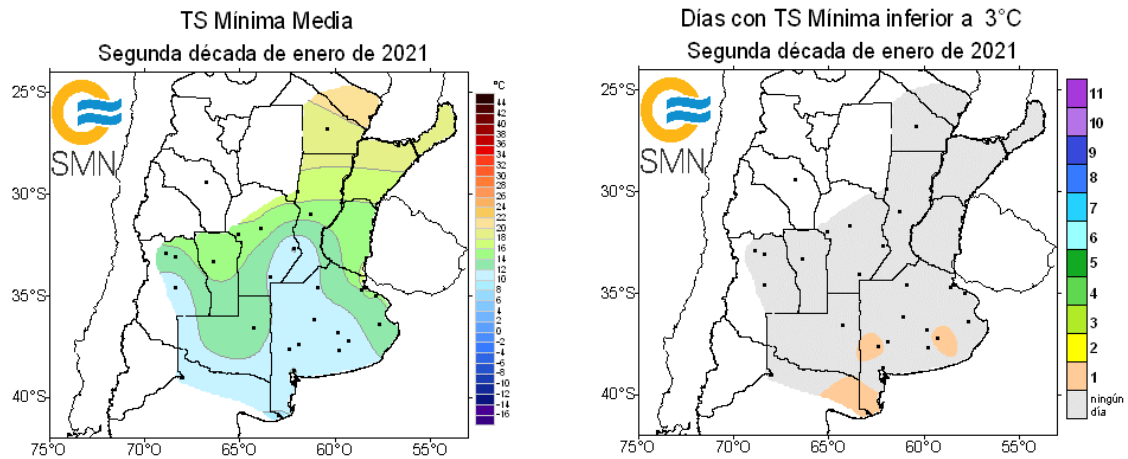 TS Mínima Media
Segunda década de enero de 2021
SMN
°C
44
42
40
38
36
34
32
30
28
26
24
22
20
18
16
14
12
10
8
6
4
2
0
-2
-4
-6
-8
-10
-12
-14
-16
25°S
30°S
35°S
40°S
75°O
70°O
65°O
60°O
55°O
Días con TS Mínima inferior a 3°C
Segunda década de enero de 2021
SMN
11
10
9
8
7
6
5
4
3
2
1
ningún
día
25°S
30°S
35°S
40°S
75°O
70°O
65°O
60°O
55°O